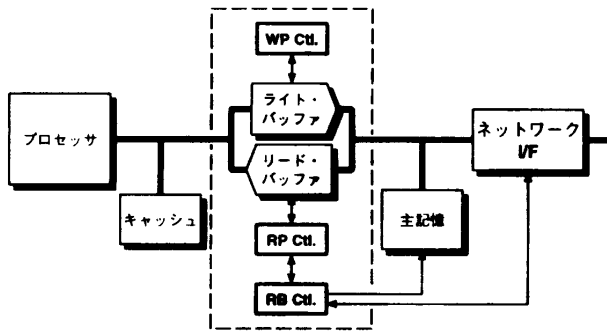 WP Ctl.
ライト・
バッファ
プロセッサ
ネットワーク
I/F
リード・
バッファ
キャッシュ
RP Ctl.
主記憶
RB Ctl.